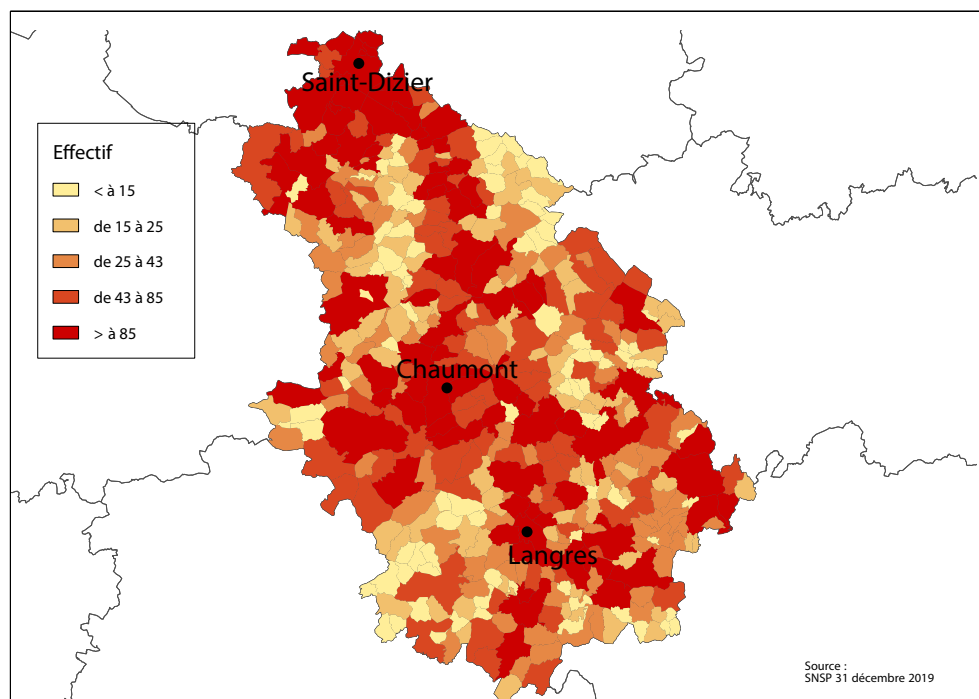 Saint-Dizier
Effectif
< à 15
de 15 à 25
de 25 à 43
de 43 à 85
> à 85
Chaumont
Langres
Source :
SNSP 31 décembre 2019